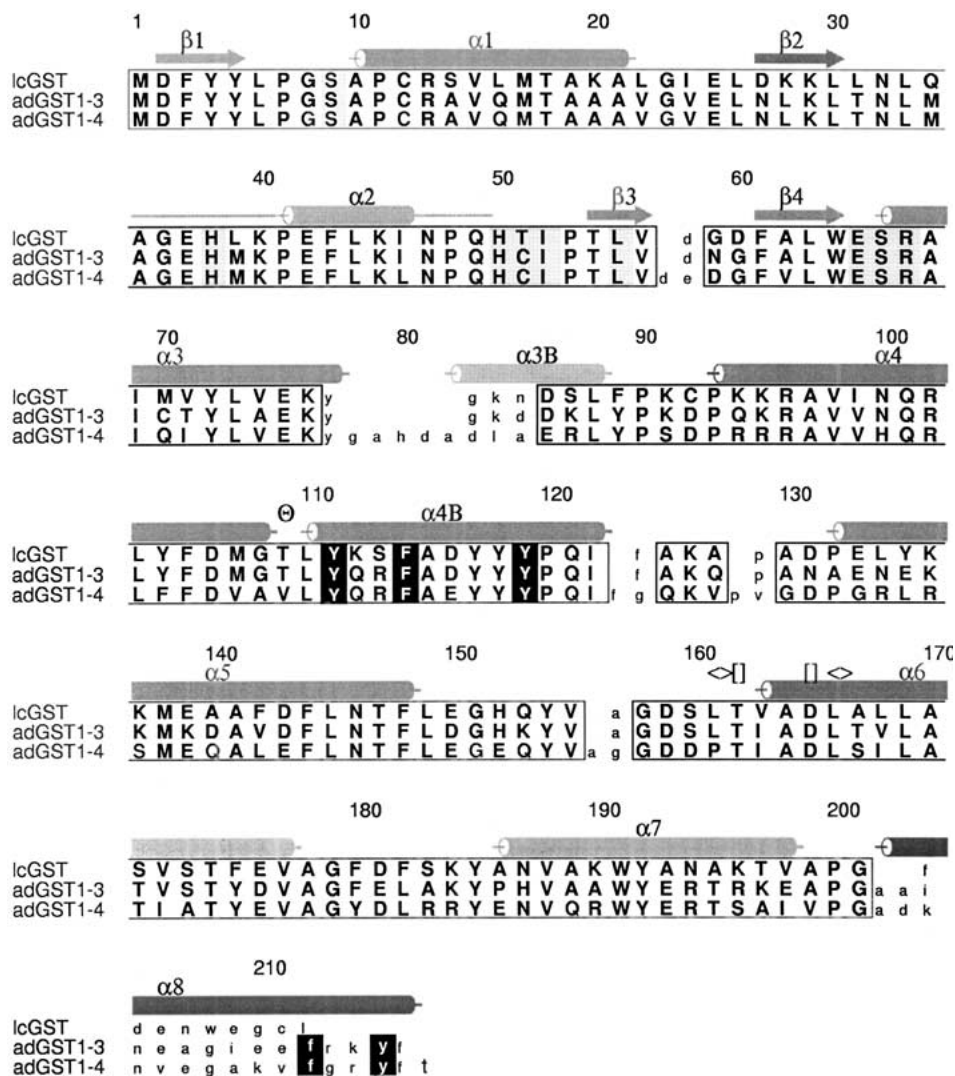 1 10 20 30
β1 α1 β2
lcGST M D F Y Y L P G S A P C R S V L M T A K A L G I E L D K K L L N L Q
adGST1-3 M D F Y Y L P G S A P C R A V Q M T A A A V G V E L N L K L T N L M
adGST1-4 M D F Y Y L P G S A P C R A V Q M T A A A V G V E L N L K L T N L M
40 50 60
α2 β3 β4
lcGST A G E H L K P E F L K I N P Q H T I P T L V d G D F A L W E S R A
adGST1-3 A G E H M K P E F L K I N P Q H C I P T L V d N G F A L W E S R A
adGST1-4 A G E H M K P E F L K L N P Q H C I P T L V d e D G F V L W E S R A
70 80 90 100
α3 α3B α4
lcGST I M V Y L V E K y g k n D S L F P K C P K K R A V I N Q R
adGST1-3 I C T Y L A E K y g k d D K L Y P K D P Q K R A V V N Q R
adGST1-4 I Q I Y L V E K y g a h d a d l a E R L Y P S D P R R R A V V H Q R
110 120 130
Θ α4B
lcGST L Y F D M G T L Y K S F A D Y Y Y P Q I f A K A p A D P E L Y K
adGST1-3 L Y F D M G T L Y Q R F A D Y Y Y P Q I f A K Q p A N A E N E K
adGST1-4 L F F D V A V L Y Q R F A E Y Y Y P Q I f g Q K V p v G D P G R L R
140 150 160 170
α5 <>[] [] <> α6
lcGST K M E A A F D F L N T F L E G H Q Y V a G D S L T V A D L A L L A
adGST1-3 K M K D A V D F L N T F L D G H K Y V a G D S L T I A D L T V L A
adGST1-4 S M E Q A L E F L N T F L E G E Q Y V a g G D D P T I A D L S I L A
180 190 200
α7
lcGST S V S T F E V A G F D F S K Y A N V A K W Y A N A K T V A P G f
adGST1-3 T V S T Y D V A G F E L A K Y P H V A A W Y E R T R K E A P G a a i
adGST1-4 T I A T Y E V A G Y D L R R Y E N V Q R W Y E R T S A I V P G a d k
210
α8
lcGST d e n w e g c l
adGST1-3 n e a g i e e f r k y f
adGST1-4 n v e g a k v f g r y f t